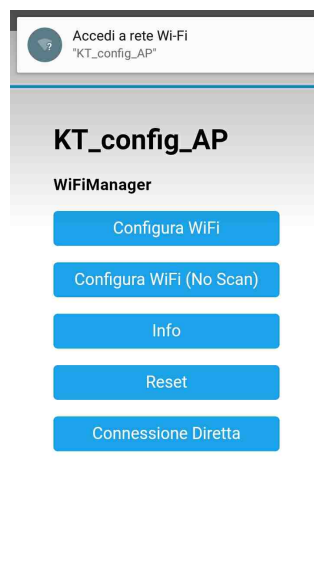 Accedi a rete Wi-Fi
"KT_config_AP"
KT_config_AP
WiFiManager
Configura WiFi
Configura WiFi (No Scan)
Info
Reset
Connessione Diretta